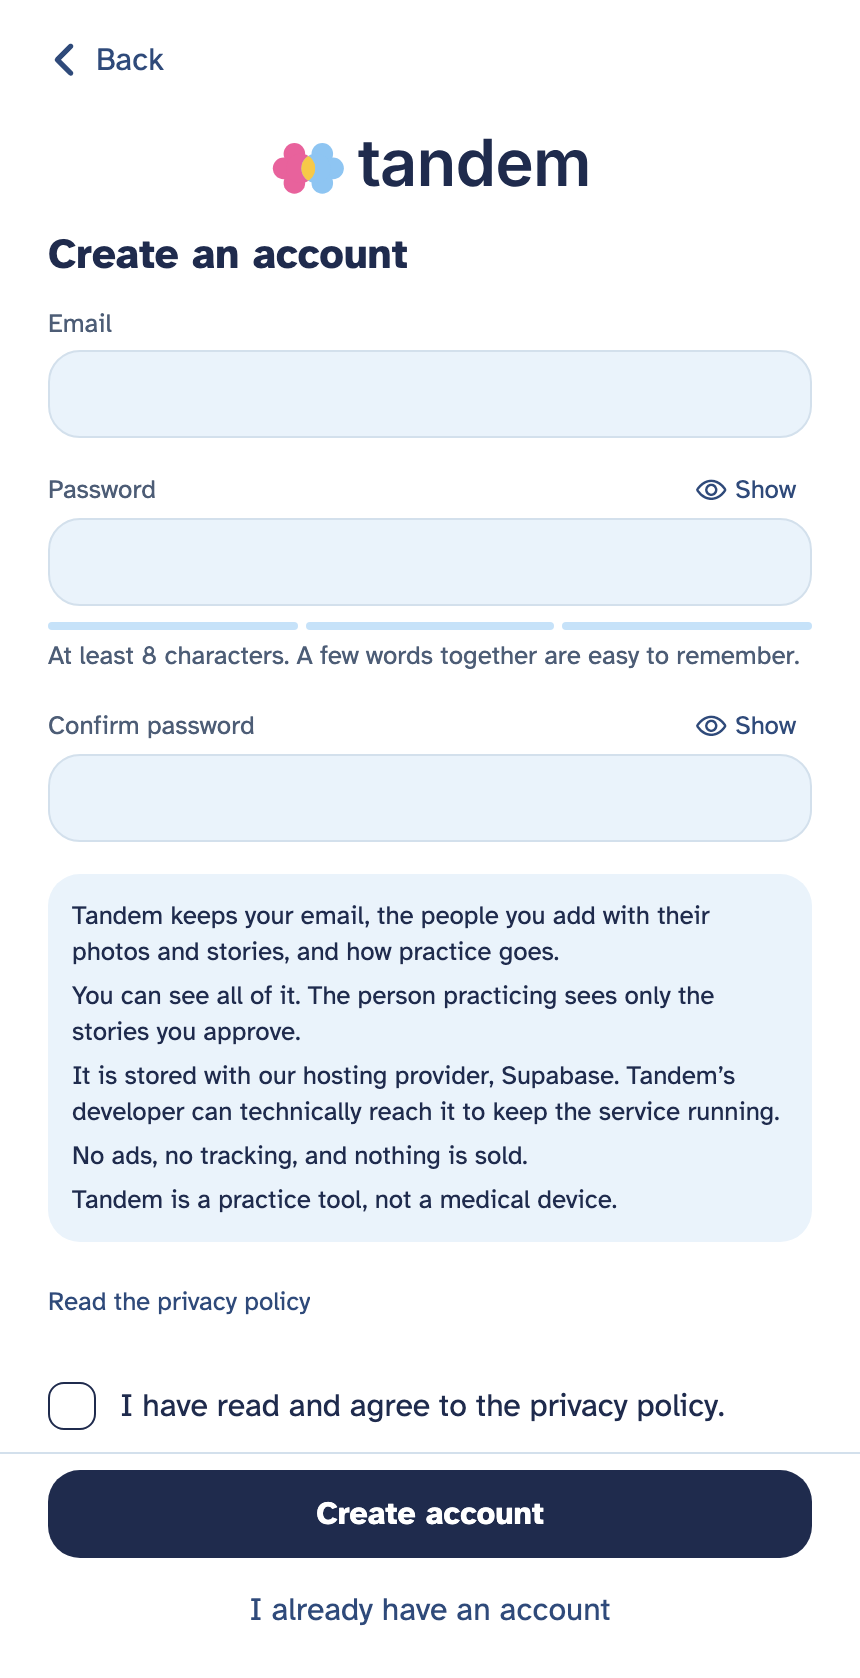 Back
tandem
Create an account
Email
Password
Show
At least 8 characters. A few words together are easy to remember.
Confirm password
Show
Tandem keeps your email, the people you add with their
photos and stories, and how practice goes.
You can see all of it. The person practicing sees only the
stories you approve.
It is stored with our hosting provider, Supabase. Tandem’s
developer can technically reach it to keep the service running.
No ads, no tracking, and nothing is sold.
Tandem is a practice tool, not a medical device.
Read the privacy policy
I have read and agree to the privacy policy.
Create account
I already have an account